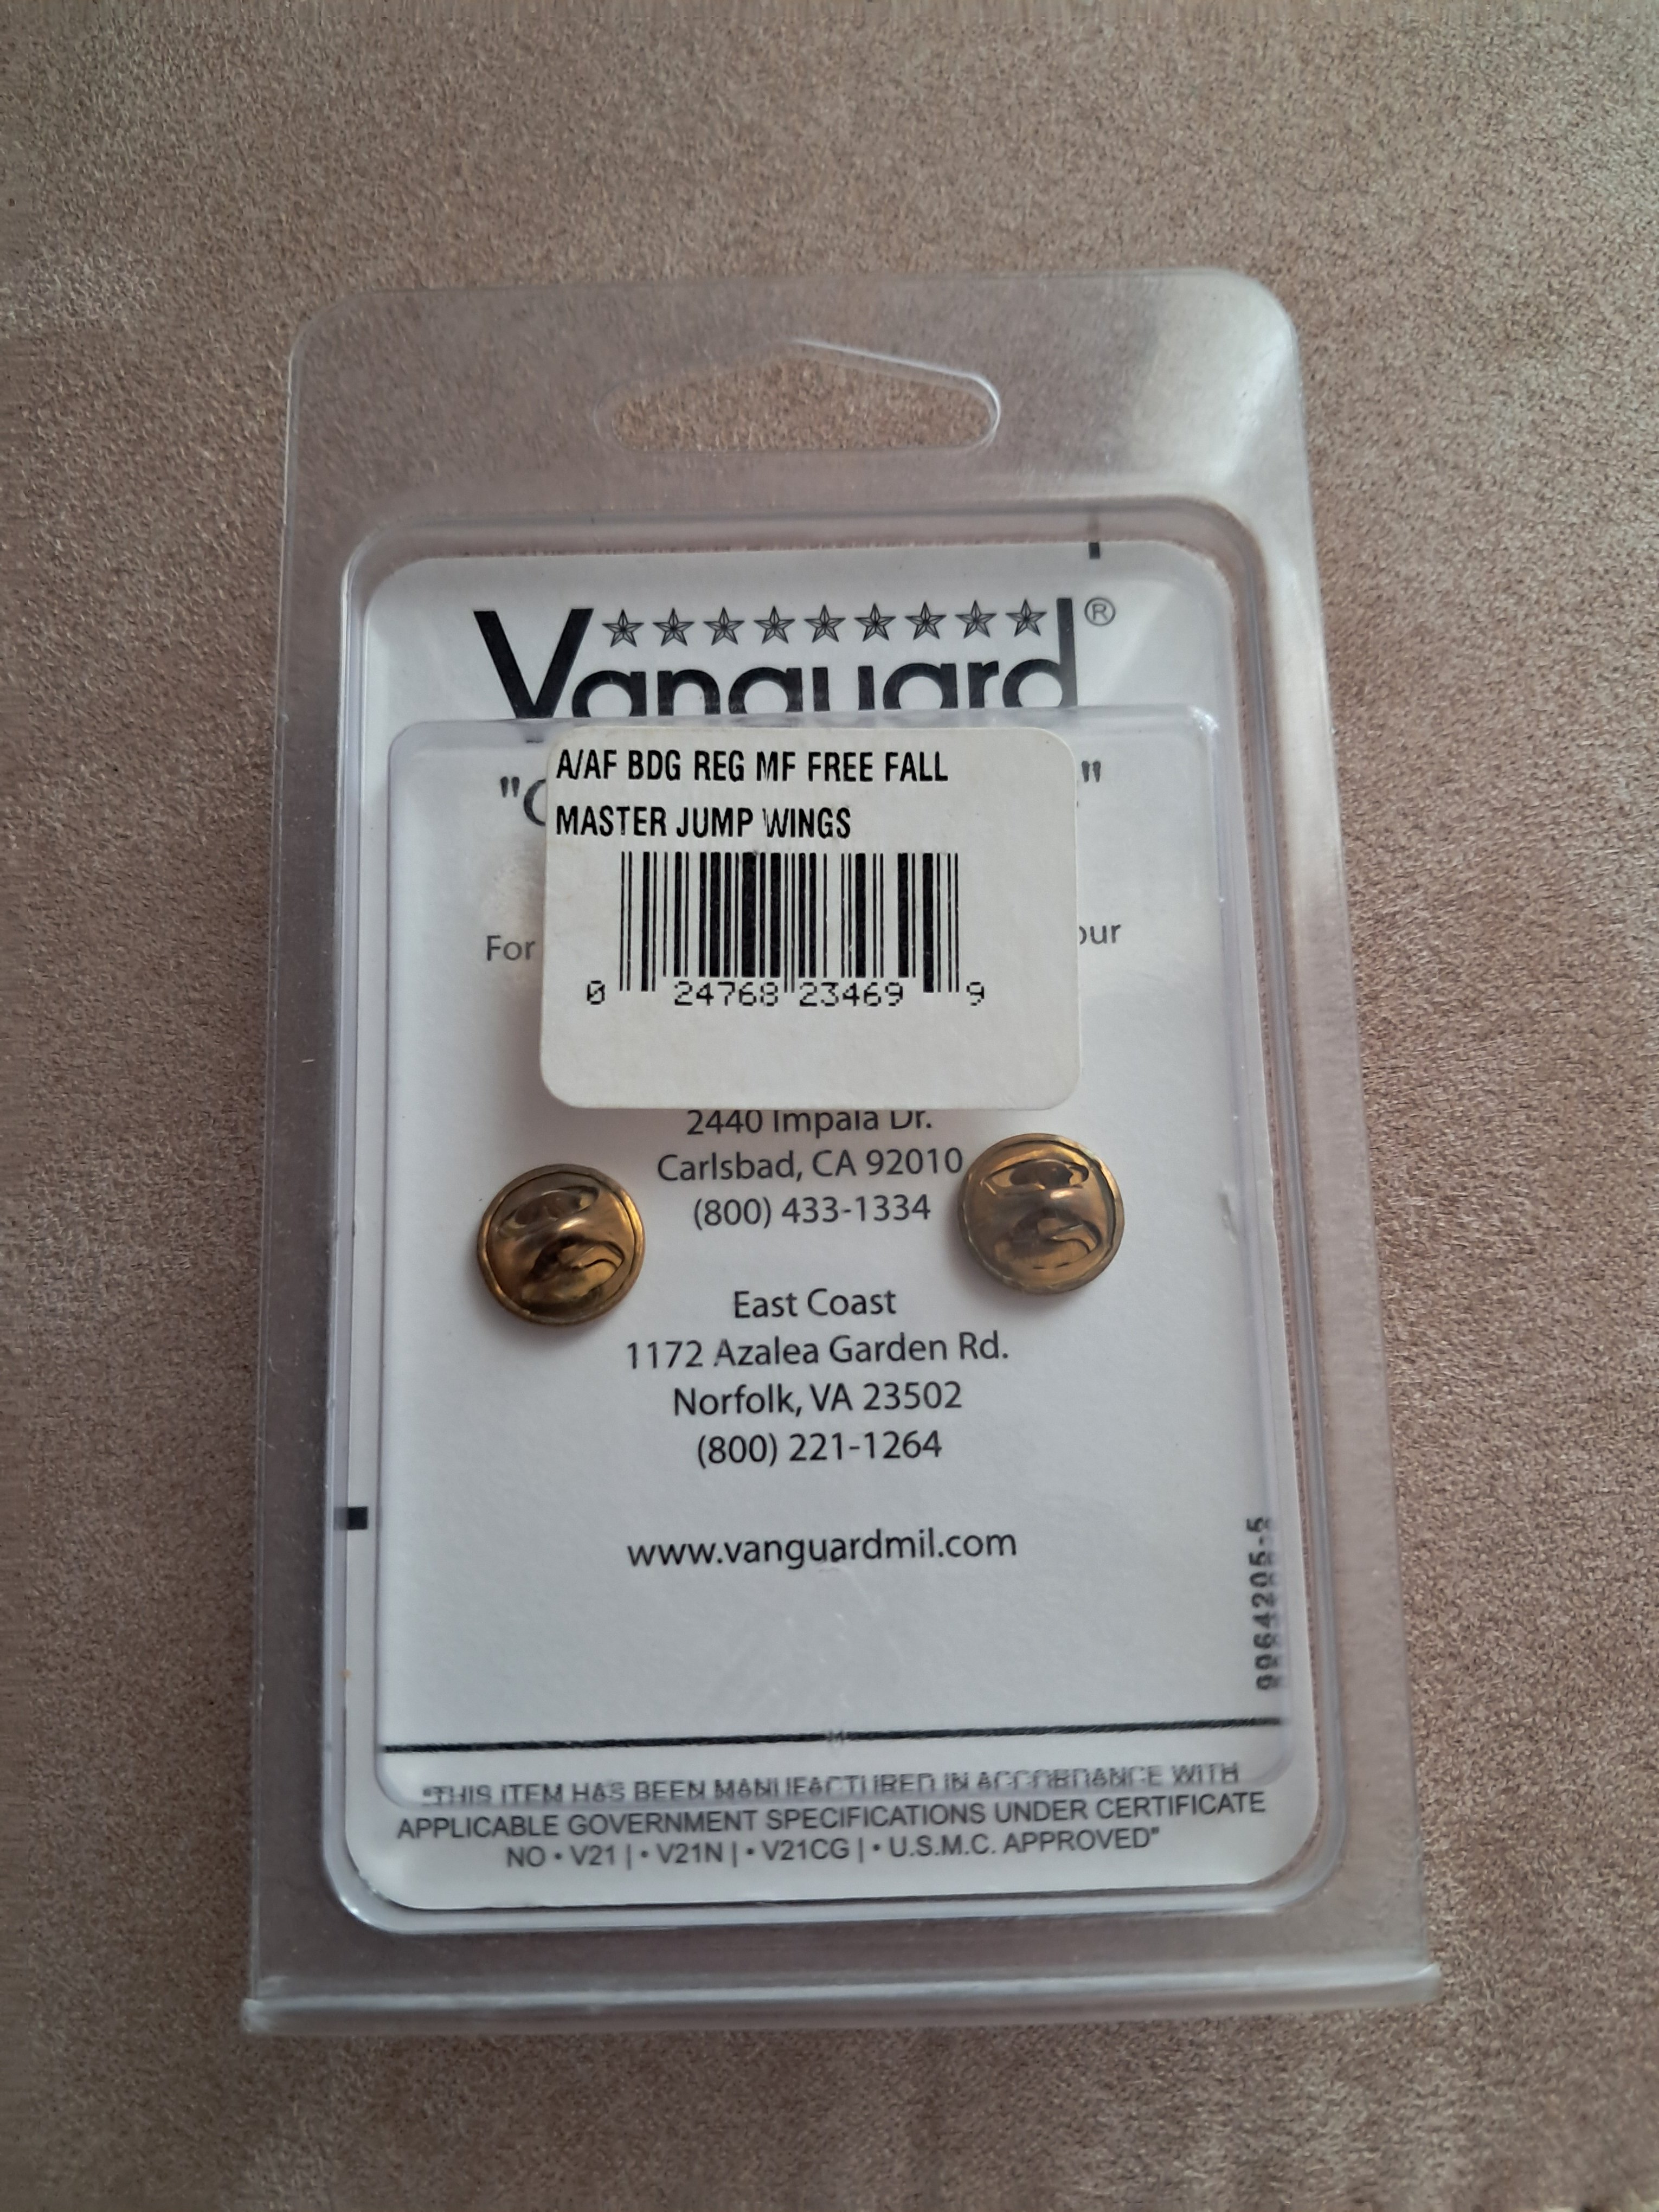 Vanguard®
A/AF BDG REG MF FREE FALL
MASTER JUMP WINGS
0 24768 23469 9
For
2440 Impala Dr.
Carlsbad, CA 92010
(800) 433-1334
East Coast
1172 Azalea Garden Rd.
Norfolk, VA 23502
(800) 221-1264
www.vanguardmil.com
9964205-5
"THIS ITEM HAS BEEN MANUFACTURED IN ACCORDANCE WITH
APPLICABLE GOVERNMENT SPECIFICATIONS UNDER CERTIFICATE
NO • V21 | • V21N | • V21CG | • U.S.M.C. APPROVED"